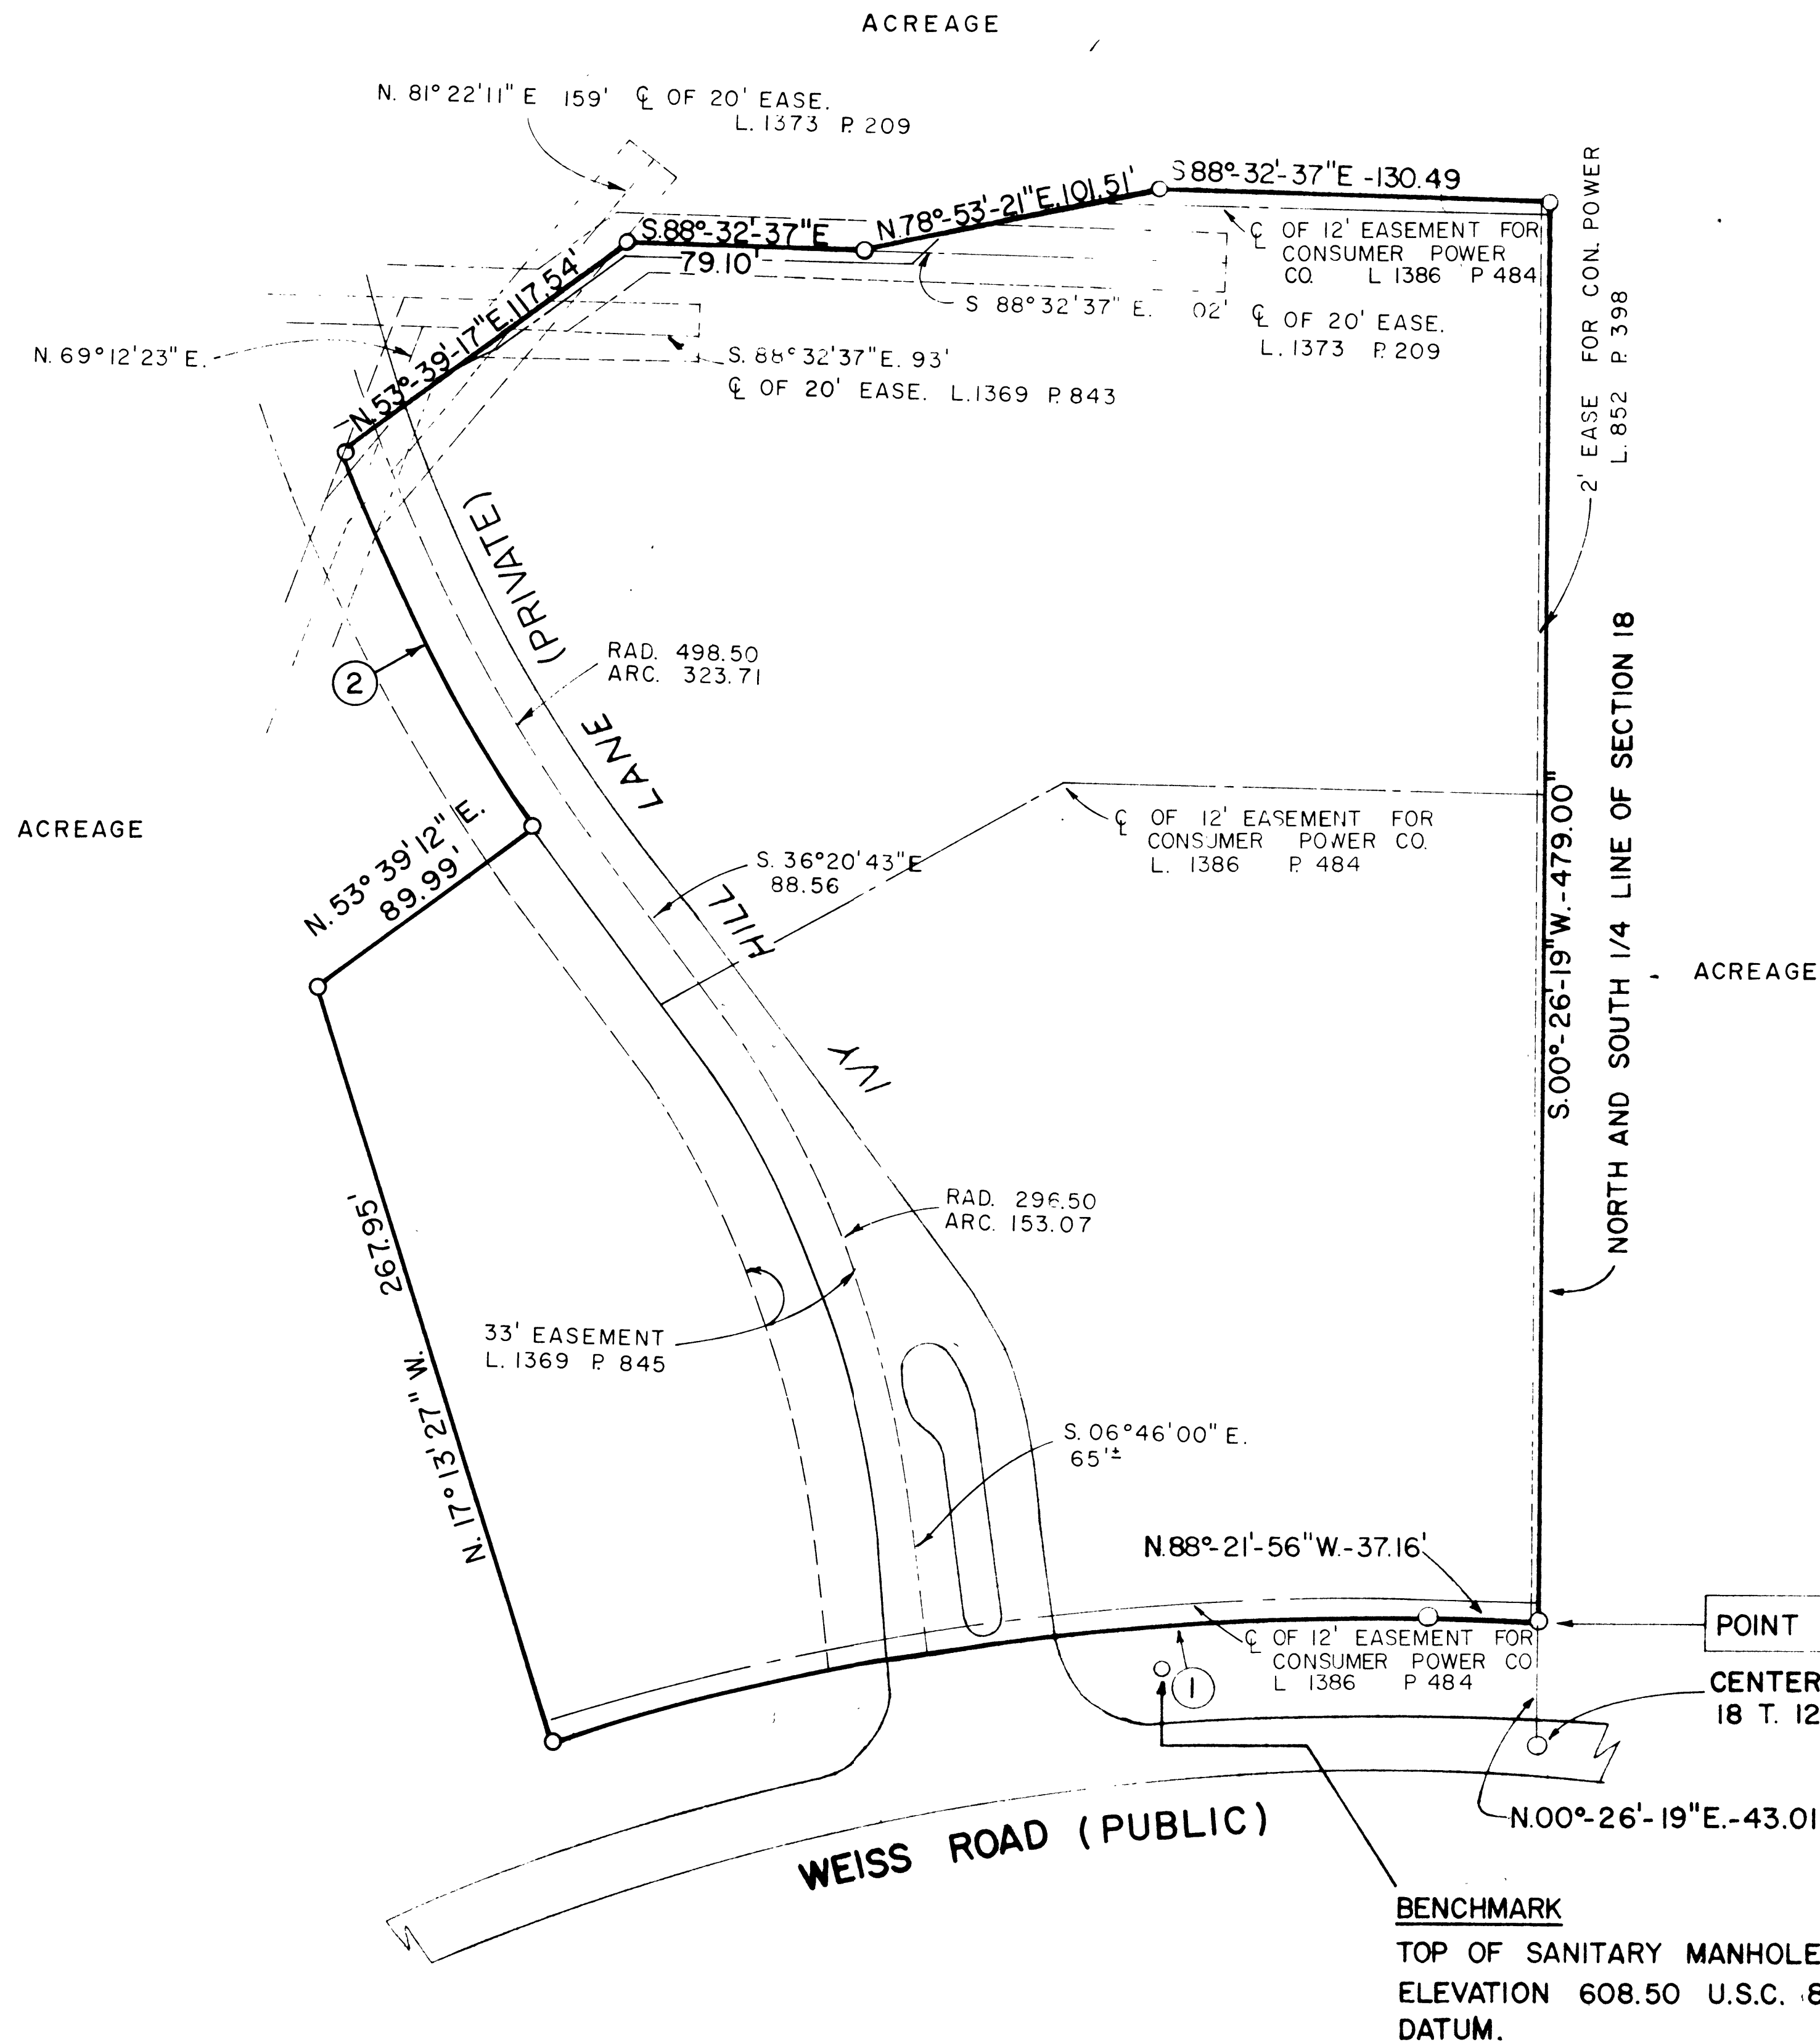 ACREAGE
N. 81° 22' 11" E 159' ℄ OF 20' EASE.
L. 1373 P. 209
S 88°-32'-37"E -130.49
N.78°-53'-21"E.101.51'
S.88°-32'-37"E
79.10'
℄ OF 12' EASEMENT FOR
CONSUMER POWER
CO. L 1386 P 484
2' EASE FOR CON. POWER
L. 852 P. 398
N.53°-39'-17"E.117.54'
S 88°32'37" E. 02' ℄ OF 20' EASE.
L. 1373 P. 209
N. 69°12'23" E.
S. 88°32'37"E. 93'
℄ OF 20' EASE. L.1369 P. 843
(PRIVATE)
RAD. 498.50
ARC. 323.71
2
LANE
NORTH AND SOUTH 1/4 LINE OF SECTION 18
S.00°-26'-19"W.-479.00"
ACREAGE
N. 53° 39' 12" E.
89.99'
℄ OF 12' EASEMENT FOR
CONSUMER POWER CO.
L. 1386 P. 484
S. 36°20'43"E
88.56
HILL
ACREAGE
IVY
RAD. 296.50
ARC. 153.07
267.95'
N. 17° 13' 27" W.
33' EASEMENT
L. 1369 P. 845
S. 06°46'00" E.
65'±
N.88°-21'-56"W.-37.16'
POINT
℄ OF 12' EASEMENT FOR
CONSUMER POWER CO
L 1386 P 484
1
CENTER
18 T. 12
N.00°-26'-19"E.-43.01
WEISS ROAD (PUBLIC)
BENCHMARK
TOP OF SANITARY MANHOLE
ELEVATION 608.50 U.S.C. 8
DATUM.